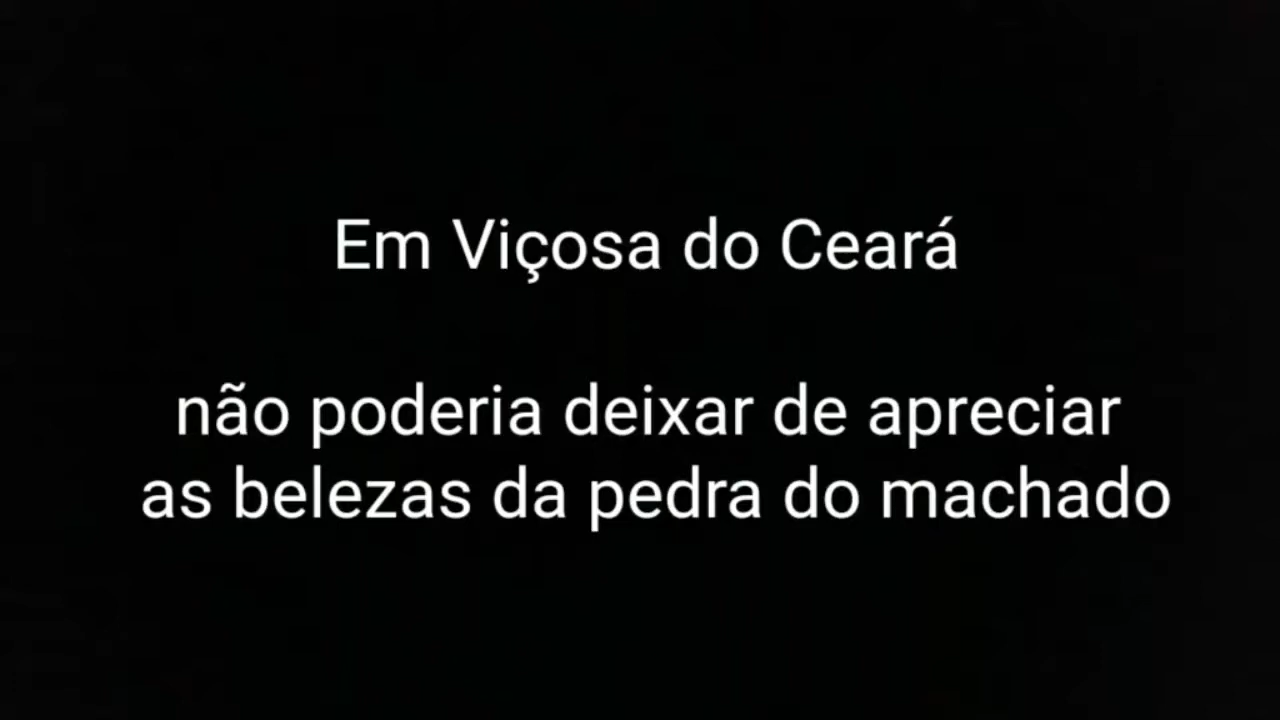 Em Viçosa do Ceará
não poderia deixar de apreciar
as belezas da pedra do machado